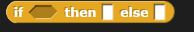 if then else